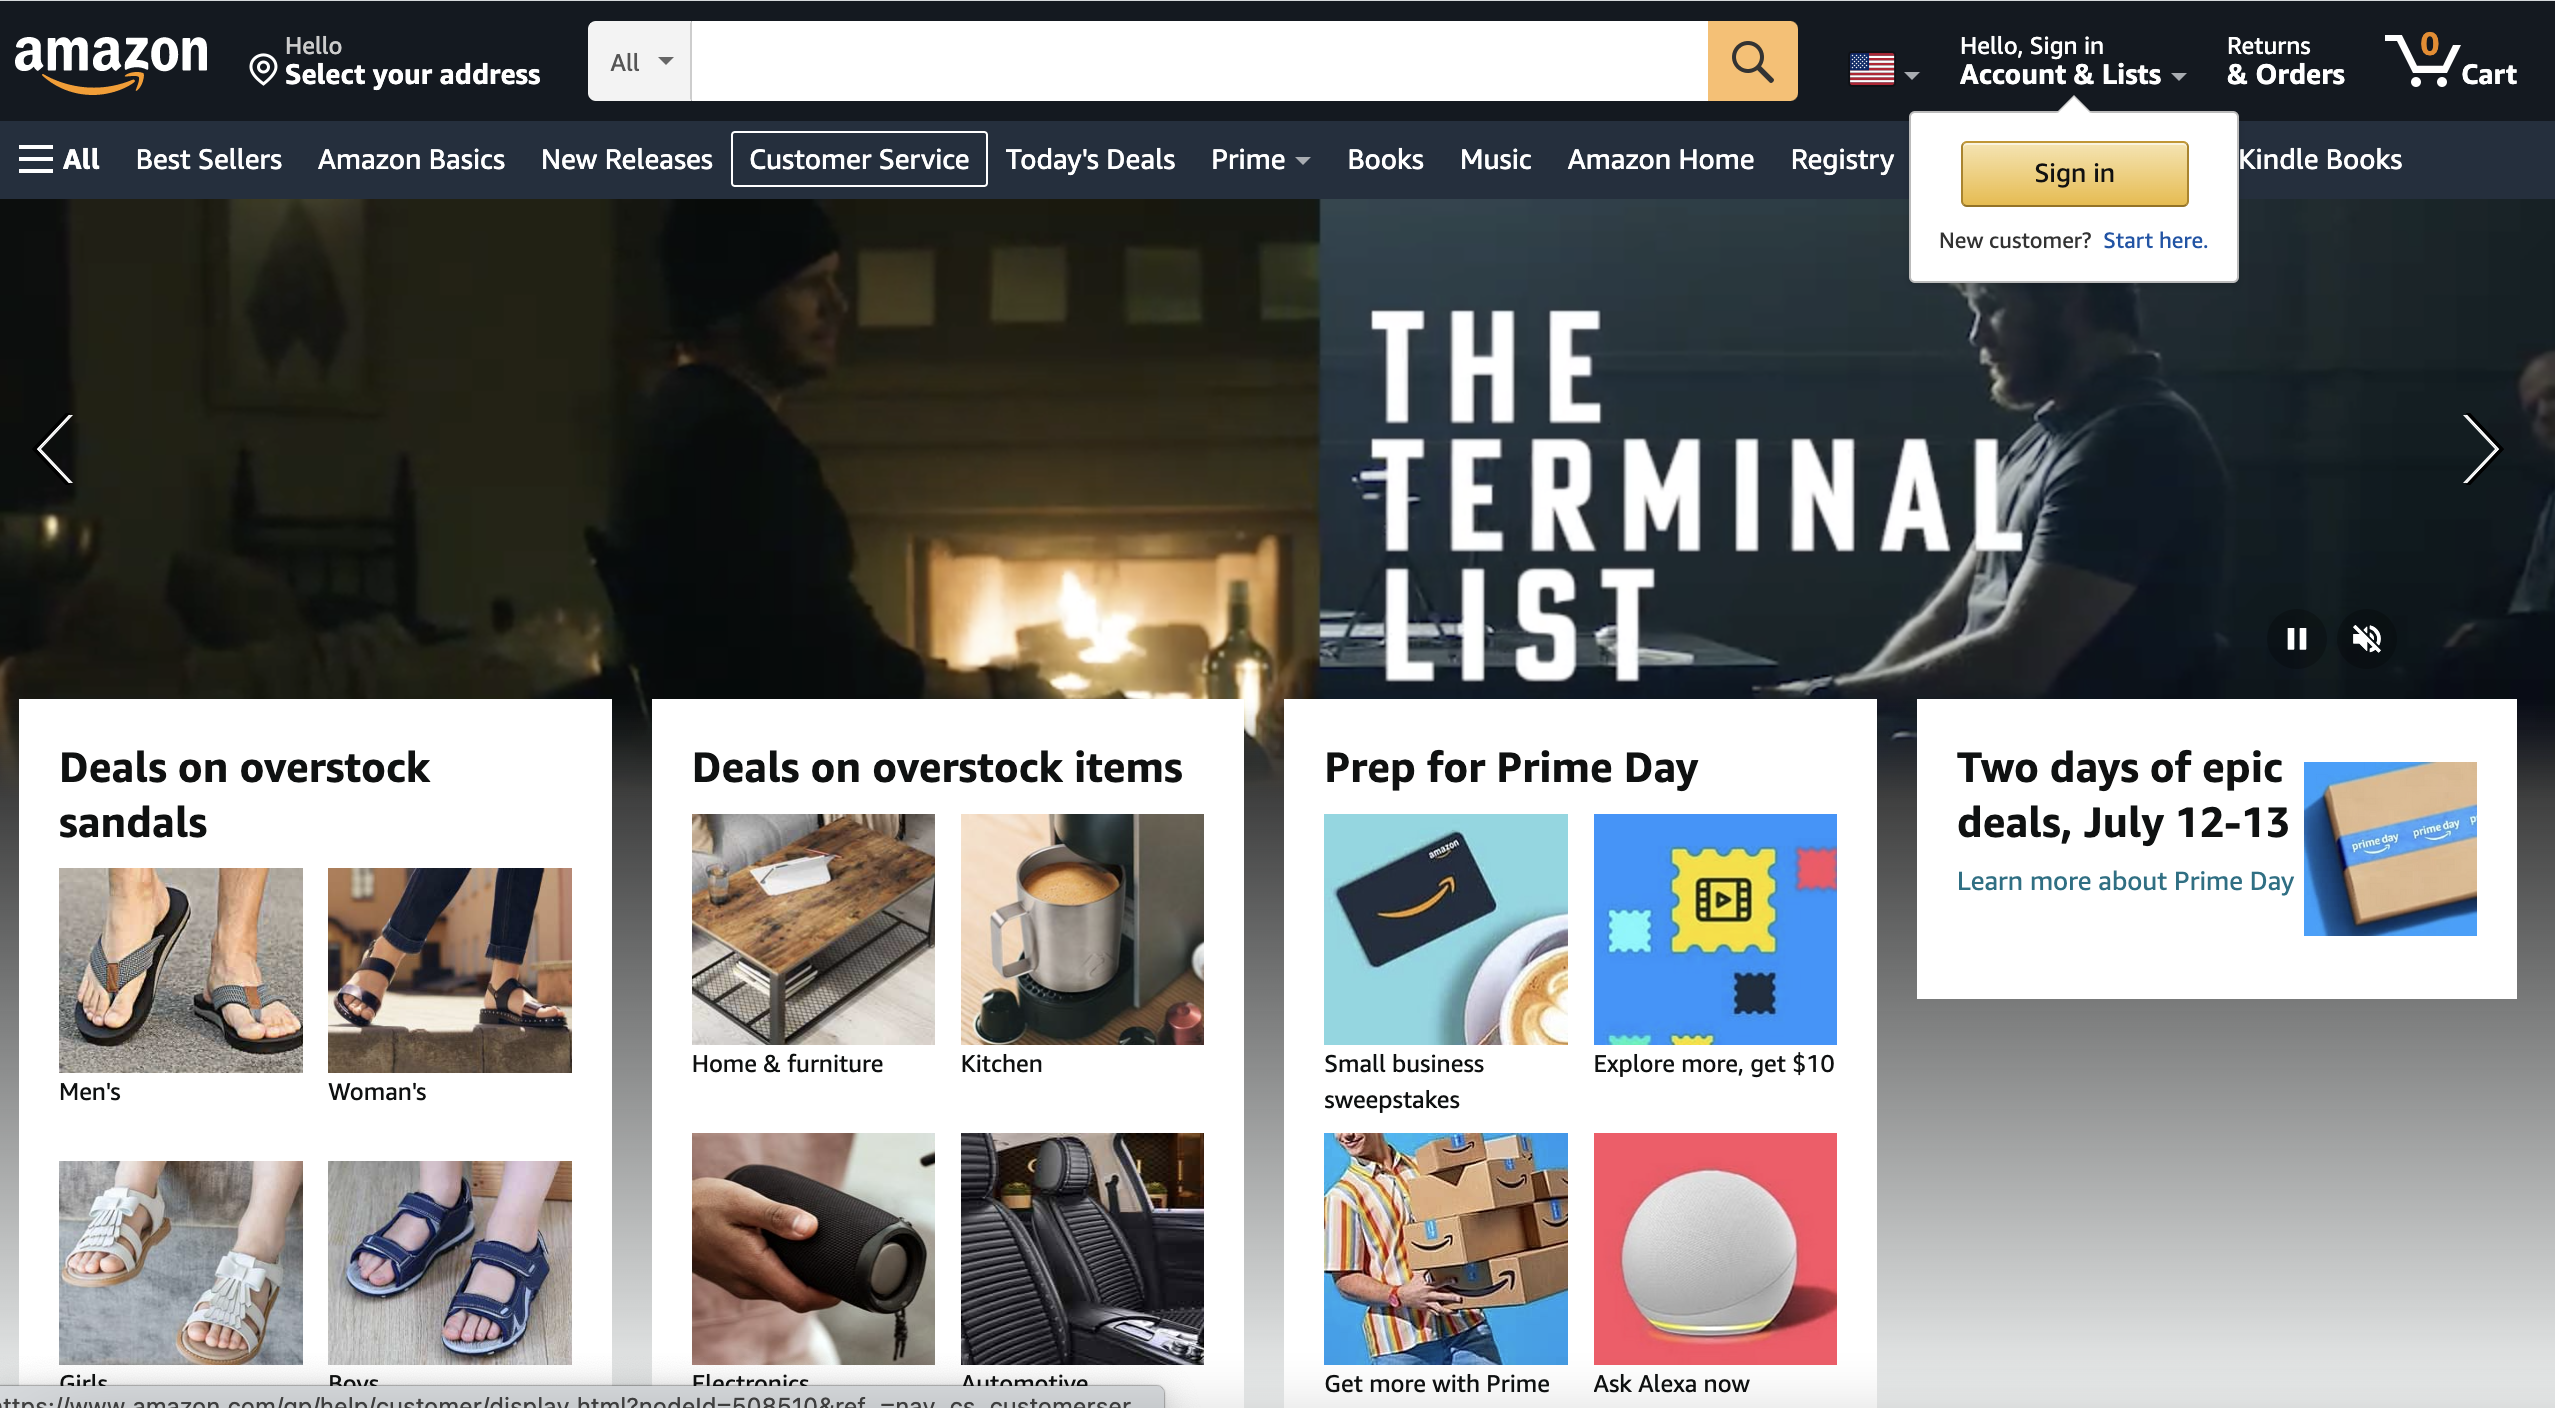 amazon
Hello
Select your address
All
Hello, Sign in
Account & Lists
Returns
& Orders
0
Cart
All
Best Sellers
Amazon Basics
New Releases
Customer Service
Today's Deals
Prime
Books
Music
Amazon Home
Registry
Kindle Books
Sign in
New customer? Start here.
THE
TERMINAL
LIST
Deals on overstock
sandals
Men's
Woman's
Girls
Boys
Deals on overstock items
Home & furniture
Kitchen
Electronics
Automotive
Prep for Prime Day
amazon
Small business
sweepstakes
Explore more, get $10
Get more with Prime
Ask Alexa now
Two days of epic
deals, July 12-13
Learn more about Prime Day
prime day prime day p
https://www.amazon.com/gp/help/customer/display.html?nodeId=508510&ref_=nav_cs_customerser